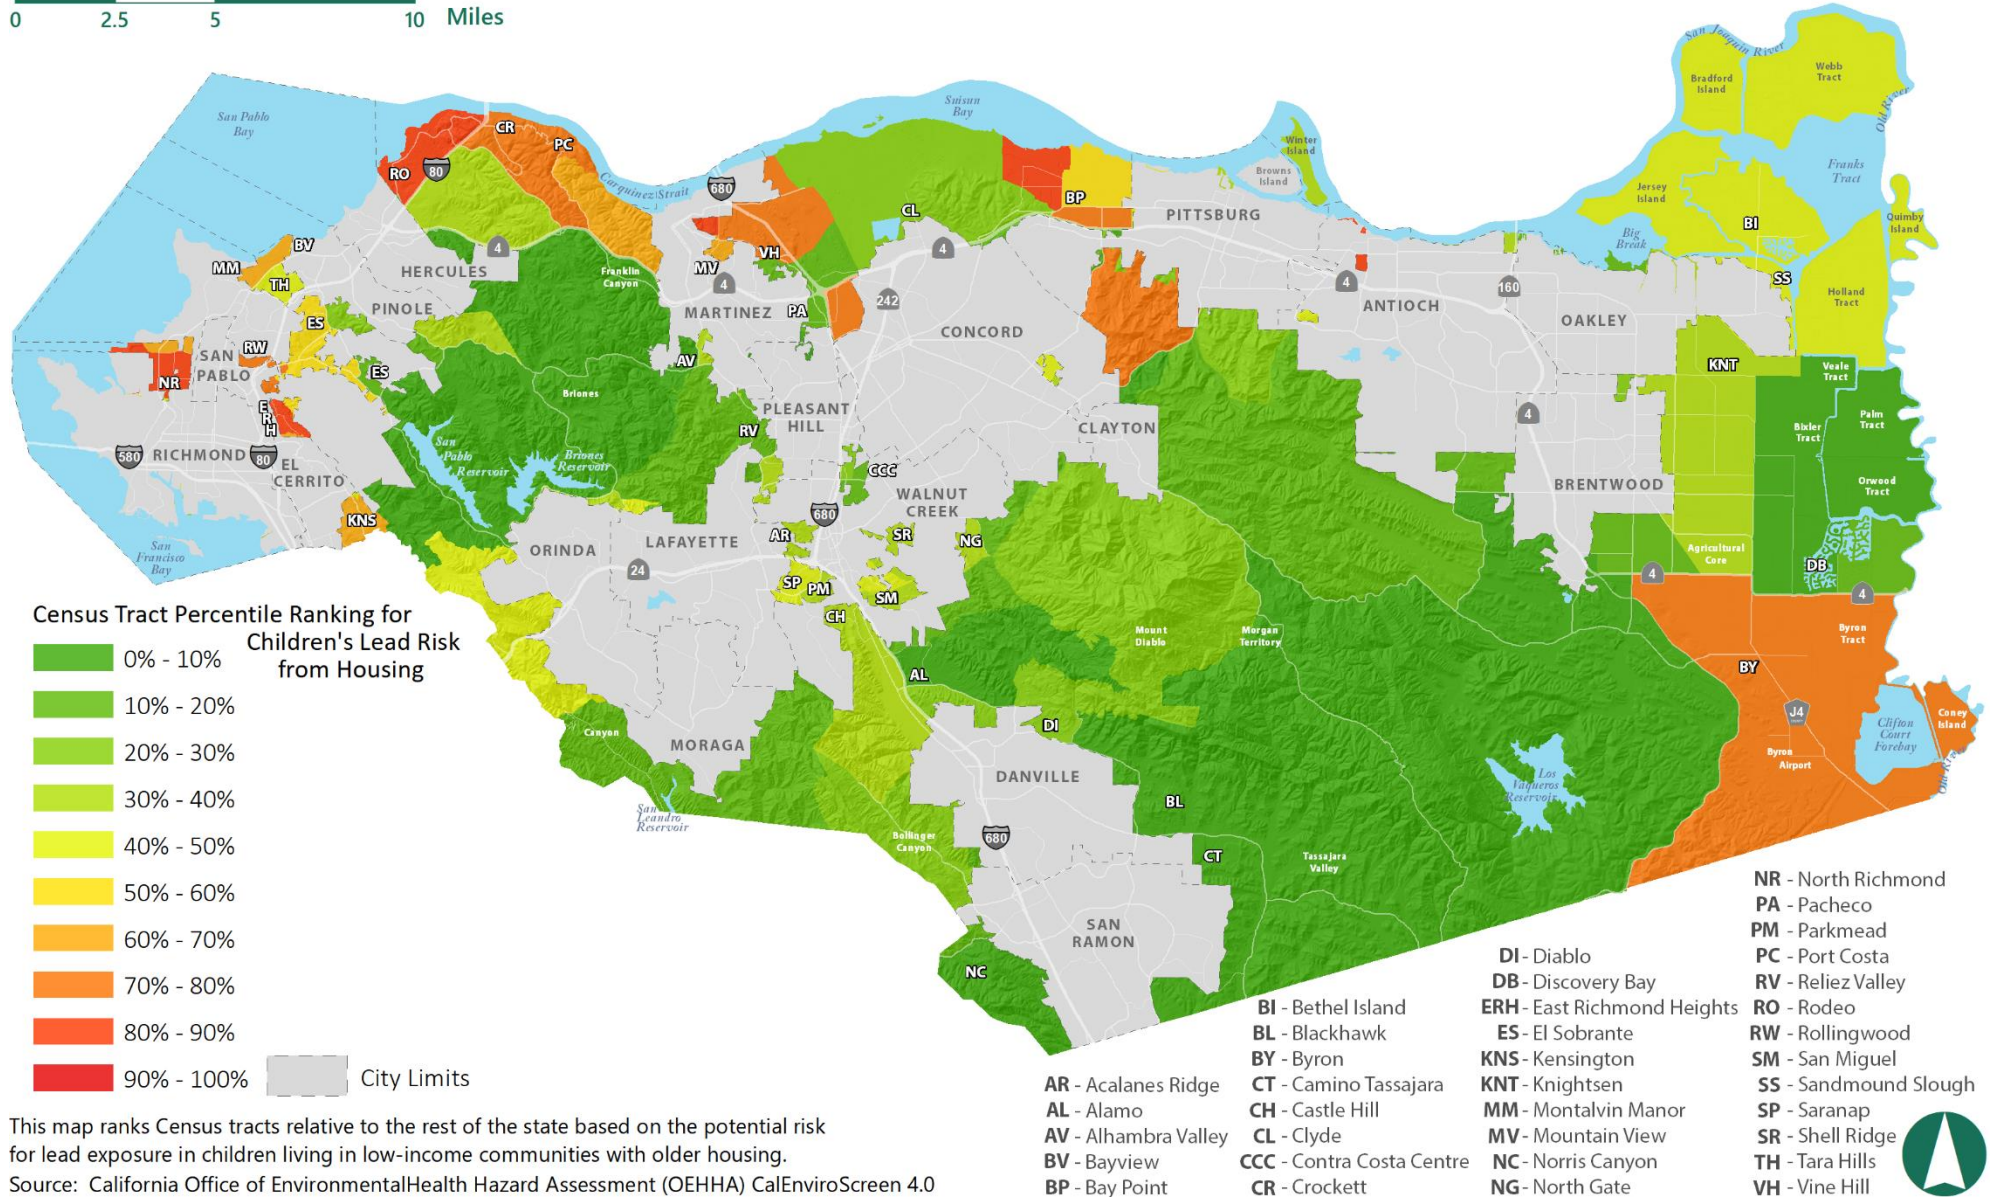 0 2.5 5 10 Miles
San Joaquin River
Bradford
Island
Webb
Tract
Old River
San Pablo
Bay
Suisun
Bay
CR
PC
RO
80
Carquinez Strait
680
Winter
Island
Browns
Island
Franks
Tract
Jersey
Island
BI
Quimby
Island
BP
PITTSBURG
CL
Big
Break
BV
MM
TH
4
HERCULES
Franklin
Canyon
MV
VH
4
4
SS
Holland
Tract
PINOLE
ES
MARTINEZ
PA
242
CONCORD
4
ANTIOCH
160
OAKLEY
RW
SAN
PABLO
NR
ES
AV
Briones
KNT
Veale
Tract
E
R
H
PLEASANT
HILL
RV
CLAYTON
4
Palm
Tract
Bixler
Tract
580
RICHMOND
80
EL
CERRITO
San
Pablo
Reservoir
Briones
Reservoir
CCC
WALNUT
CREEK
BRENTWOOD
Orwood
Tract
KNS
680
San
Francisco
Bay
ORINDA
LAFAYETTE
24
AR
SR
NG
Agricultural
Core
DB
4
4
SP
PM
SM
CH
Mount
Diablo
Morgan
Territory
Byron
Tract
BY
AL
DI
Canyon
MORAGA
DANVILLE
J4
Byron
Airport
Clifton
Court
Forebay
Coney
Island
Old River
San
Leandro
Reservoir
Bollinger
Canyon
680
BL
Los
Vaqueros
Reservoir
CT
Tassajara
Valley
SAN
RAMON
NC
Census Tract Percentile Ranking for
Children's Lead Risk
from Housing
0% - 10%
10% - 20%
20% - 30%
30% - 40%
40% - 50%
50% - 60%
60% - 70%
70% - 80%
80% - 90%
90% - 100%
City Limits
This map ranks Census tracts relative to the rest of the state based on the potential risk
for lead exposure in children living in low-income communities with older housing.
Source: California Office of EnvironmentalHealth Hazard Assessment (OEHHA) CalEnviroScreen 4.0
AR - Acalanes Ridge
AL - Alamo
AV - Alhambra Valley
BV - Bayview
BP - Bay Point
BI - Bethel Island
BL - Blackhawk
BY - Byron
CT - Camino Tassajara
CH - Castle Hill
CL - Clyde
CCC - Contra Costa Centre
CR - Crockett
DI - Diablo
DB - Discovery Bay
ERH - East Richmond Heights
ES - El Sobrante
KNS - Kensington
KNT - Knightsen
MM - Montalvin Manor
MV - Mountain View
NC - Norris Canyon
NG - North Gate
NR - North Richmond
PA - Pacheco
PM - Parkmead
PC - Port Costa
RV - Reliez Valley
RO - Rodeo
RW - Rollingwood
SM - San Miguel
SS - Sandmound Slough
SP - Saranap
SR - Shell Ridge
TH - Tara Hills
VH - Vine Hill